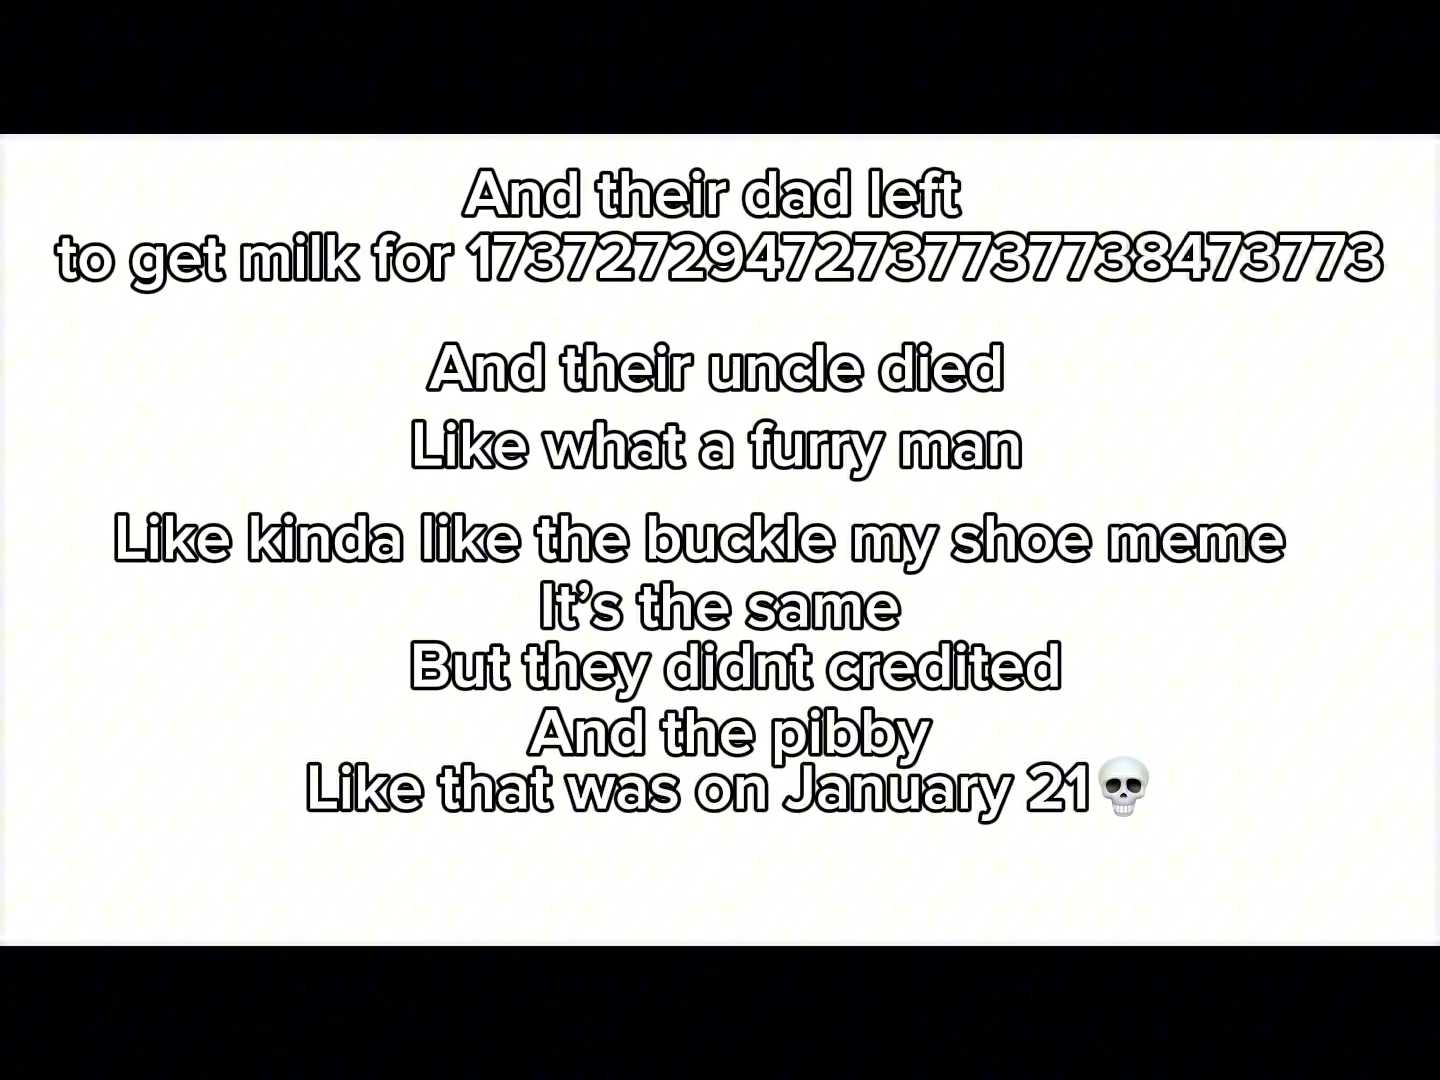 And their dad left
to get milk for 17372729472737737738473773
And their uncle died
Like what a furry man
Like kinda like the buckle my shoe meme
It’s the same
But they didnt credited
And the pibby
Like that was on January 21💀